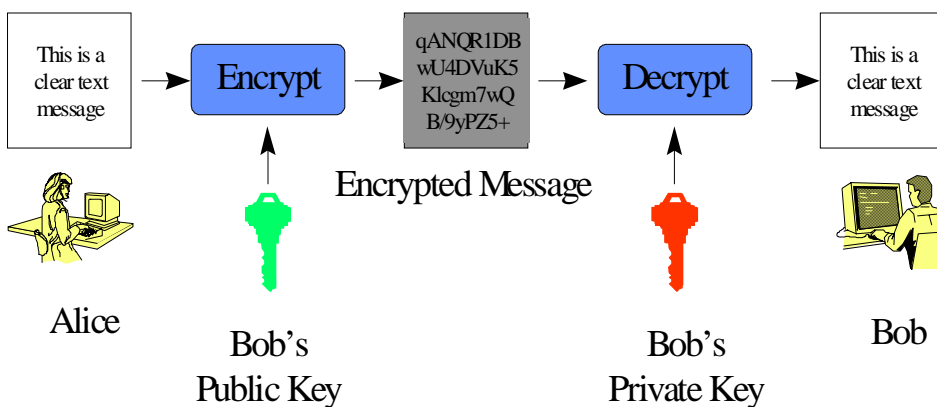 This is a
clear text
message
Encrypt
qANQR1DB
wU4DVuK5
Klcgm7wQ
B/9yPZ5+
Decrypt
This is a
clear text
message
Encrypted Message
Alice
Bob's
Public Key
Bob's
Private Key
Bob